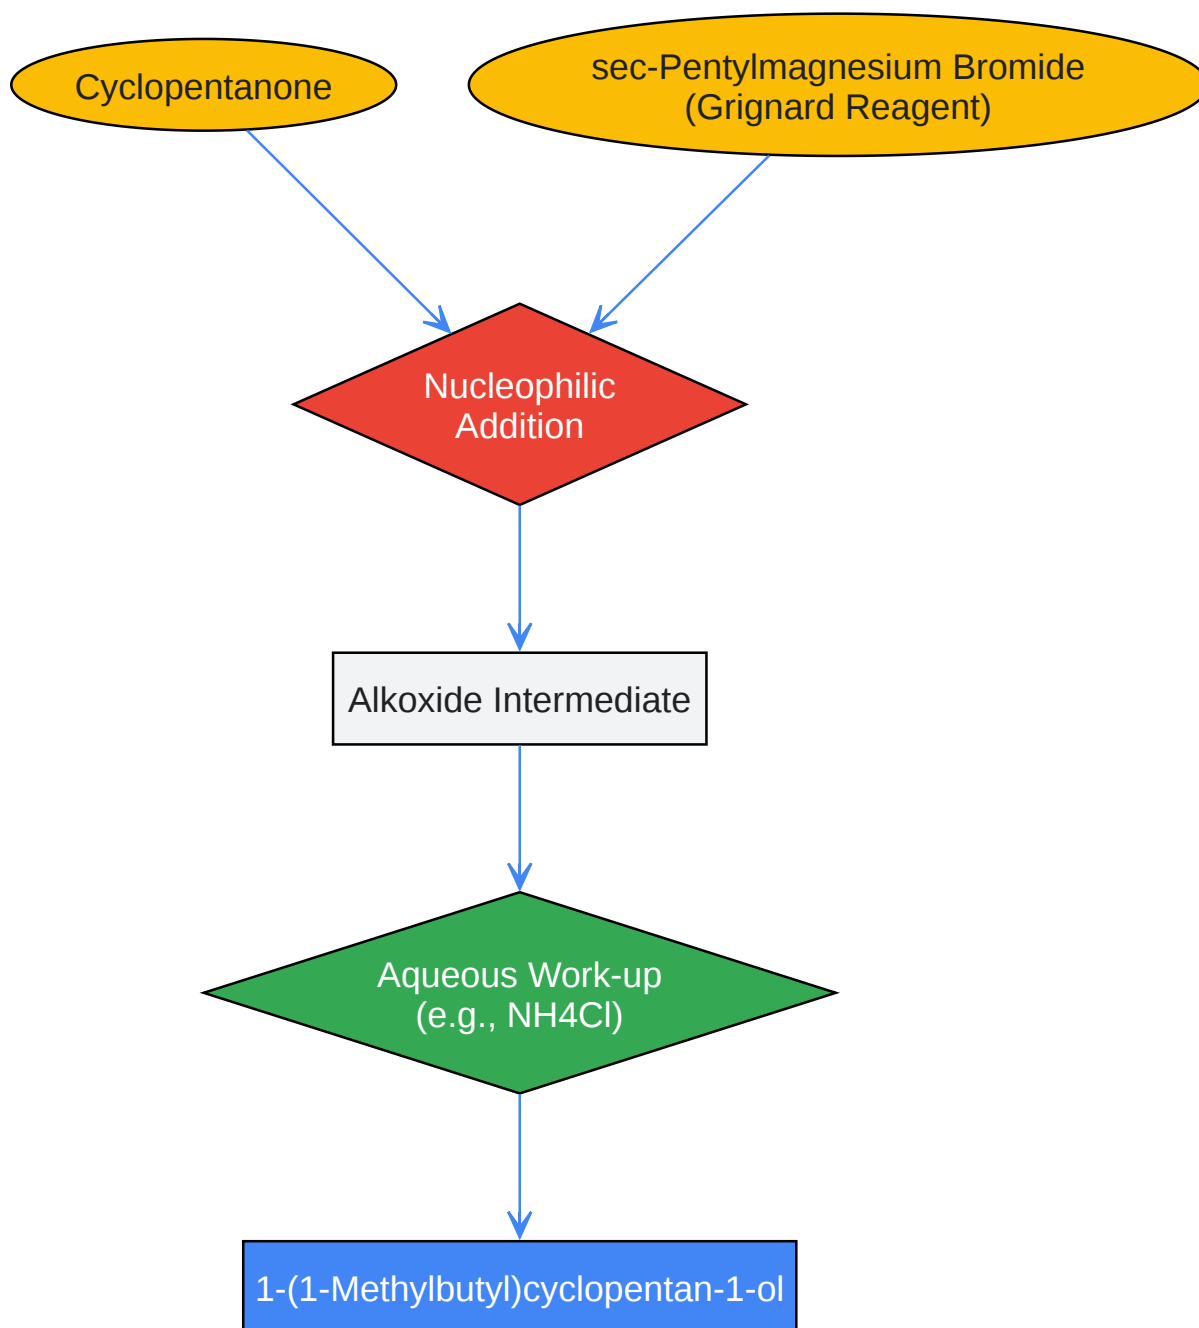 Cyclopentanone
sec-Pentylmagnesium Bromide
(Grignard Reagent)
Nucleophilic
Addition
Alkoxide Intermediate
Aqueous Work-up
(e.g., NH4Cl)
1-(1-Methylbutyl)cyclopentan-1-ol